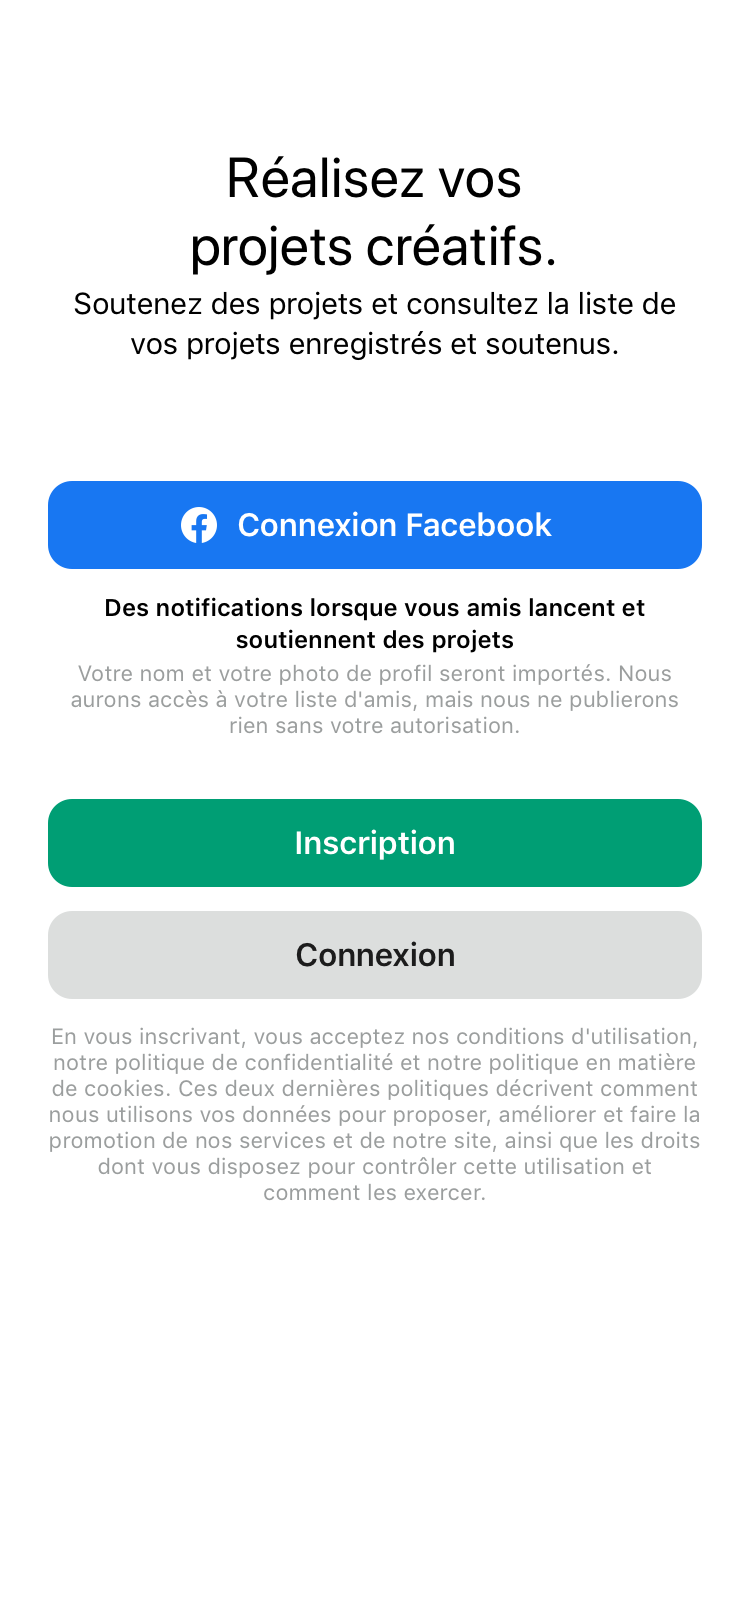 Réalisez vos
projets créatifs.
Soutenez des projets et consultez la liste de
vos projets enregistrés et soutenus.
Connexion Facebook
Des notifications lorsque vous amis lancent et
soutiennent des projets
Votre nom et votre photo de profil seront importés. Nous
aurons accès à votre liste d'amis, mais nous ne publierons
rien sans votre autorisation.
Inscription
Connexion
En vous inscrivant, vous acceptez nos conditions d'utilisation,
notre politique de confidentialité et notre politique en matière
de cookies. Ces deux dernières politiques décrivent comment
nous utilisons vos données pour proposer, améliorer et faire la
promotion de nos services et de notre site, ainsi que les droits
dont vous disposez pour contrôler cette utilisation et
comment les exercer.